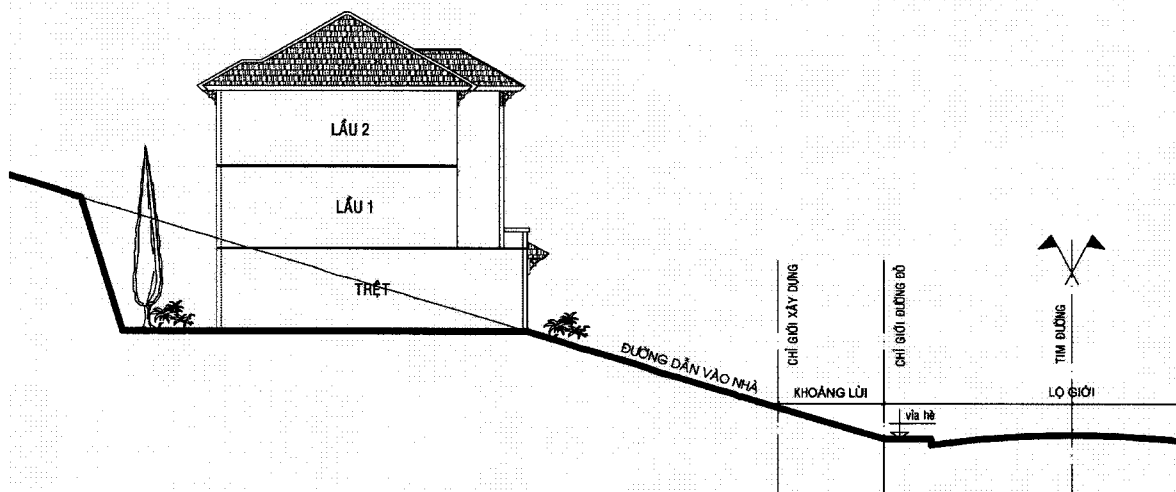 LẦU 2
LẦU 1
TRỆT
ĐƯỜNG DẪN VÀO NHÀ
CHỈ GIỚI XÂY DỰNG
KHOẢNG LÙI
CHỈ GIỚI ĐƯỜNG ĐỎ
vỉa hè
TIM ĐƯỜNG
LỘ GIỚI